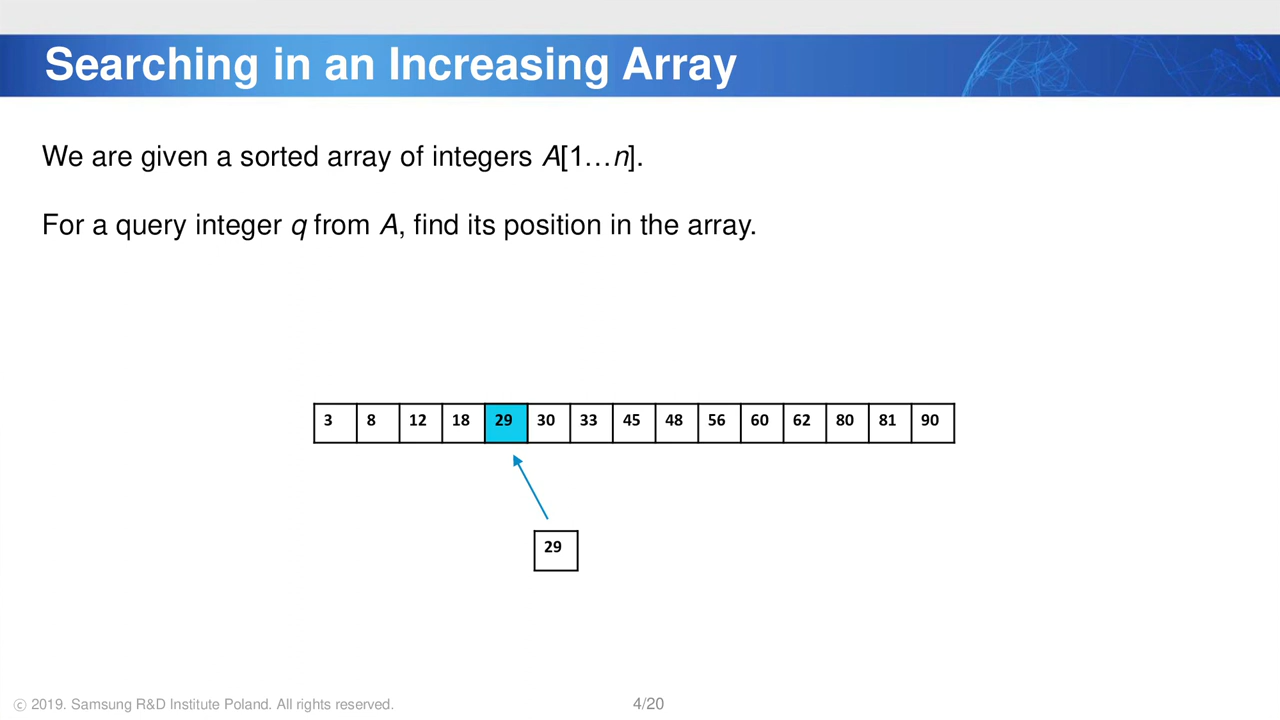 Searching in an Increasing Array
We are given a sorted array of integers A[1…n].
For a query integer q from A, find its position in the array.
3 8 12 18 29 30 33 45 48 56 60 62 80 81 90
29
© 2019. Samsung R&D Institute Poland. All rights reserved.
4/20